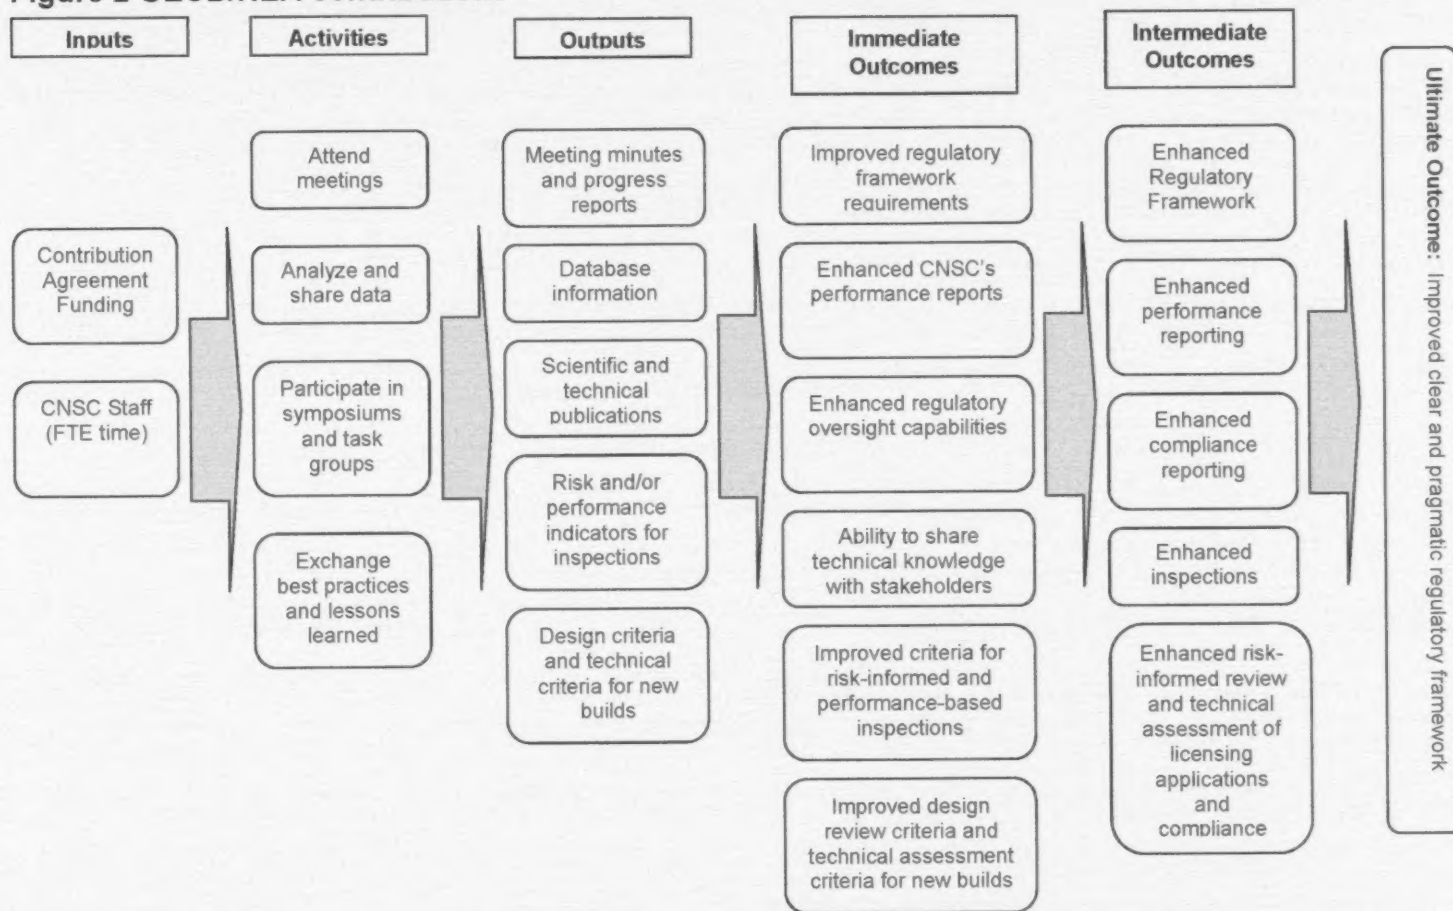 Inputs
Activities
Outputs
Immediate
Outcomes
Intermediate
Outcomes
Contribution
Agreement
Funding
CNSC Staff
(FTE time)
Attend
meetings
Analyze and
share data
Participate in
symposiums
and task
groups
Exchange
best practices
and lessons
learned
Meeting minutes
and progress
reports
Database
information
Scientific and
technical
publications
Risk and/or
performance
indicators for
inspections
Design criteria
and technical
criteria for new
builds
Improved regulatory
framework
requirements
Enhanced CNSC's
performance reports
Enhanced regulatory
oversight capabilities
Ability to share
technical knowledge
with stakeholders
Improved criteria for
risk-informed and
performance-based
inspections
Improved design
review criteria and
technical assessment
criteria for new builds
Enhanced
Regulatory
Framework
Enhanced
performance
reporting
Enhanced
compliance
reporting
Enhanced
inspections
Enhanced risk-
informed review
and technical
assessment of
licensing
applications
and
compliance
Ultimate Outcome: Improved clear and pragmatic regulatory framework